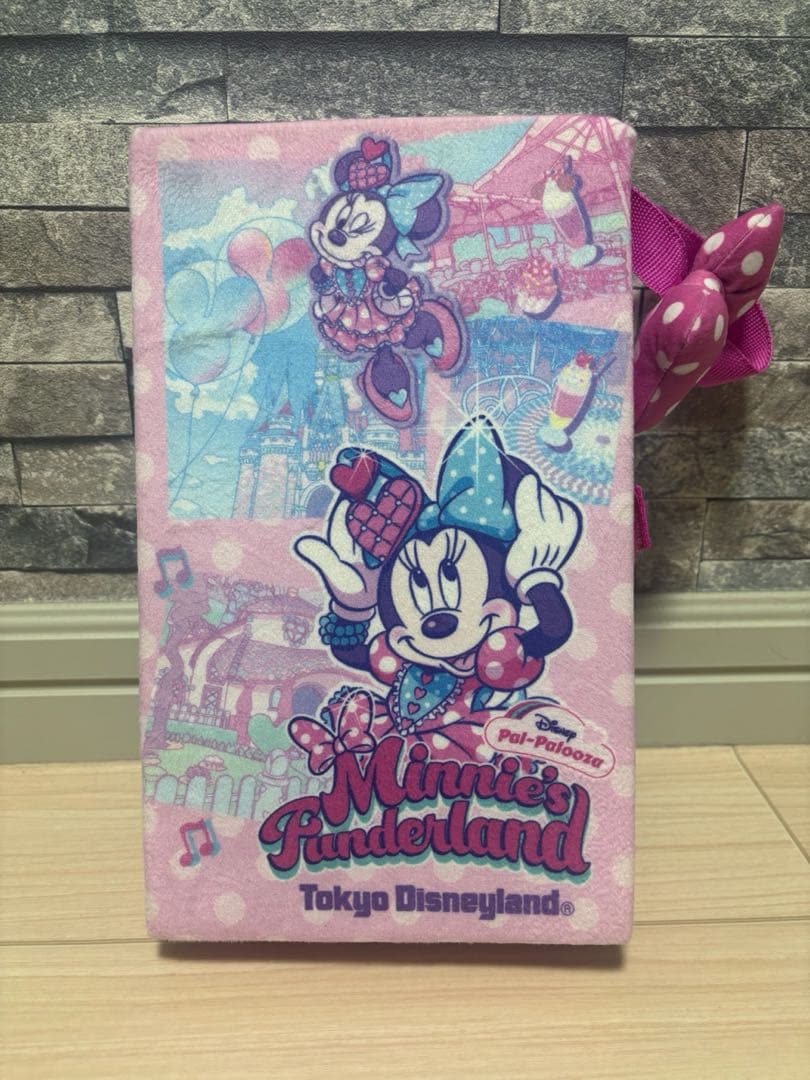 Disney
Pal-Palooza
Minnie's
Funderland
Tokyo Disneyland®